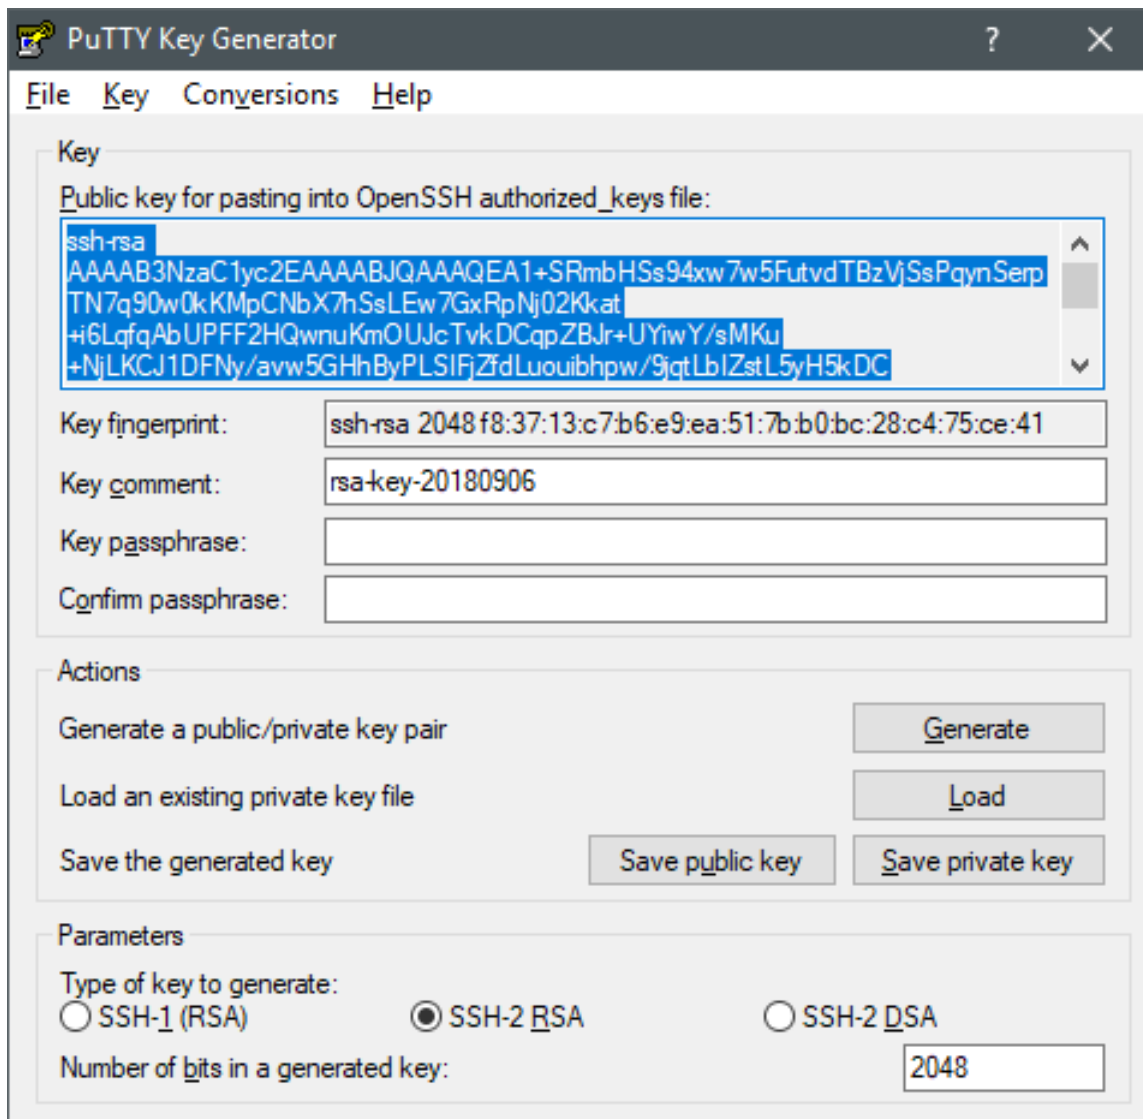 PuTTY Key Generator
?
File Key Conversions Help
Key
Public key for pasting into OpenSSH authorized_keys file:
ssh-rsa
AAAAB3NzaC1yc2EAAAABJQAAAQEA1+SRmbHSs94xw7w5FutvdTBzVjSsPqynSerp
TN7q90w0kKMpCNbX7hSsLEw7GxRpNj02Kkat
+i6LqfqAbUPFF2HQwnuKmOUJcTvkDCqpZBJr+UYiwY/sMKu
+NjLKCJ1DFNy/avw5GHhByPLSIFjZfdLuouibhpw/9jqtLbIZstL5yH5kDC
Key fingerprint: ssh-rsa 2048 f8:37:13:c7:b6:e9:ea:51:7b:b0:bc:28:c4:75:ce:41
Key comment: rsa-key-20180906
Key passphrase:
Confirm passphrase:
Actions
Generate a public/private key pair Generate
Load an existing private key file Load
Save the generated key Save public key Save private key
Parameters
Type of key to generate:
SSH-1 (RSA) SSH-2 RSA SSH-2 DSA
Number of bits in a generated key: 2048